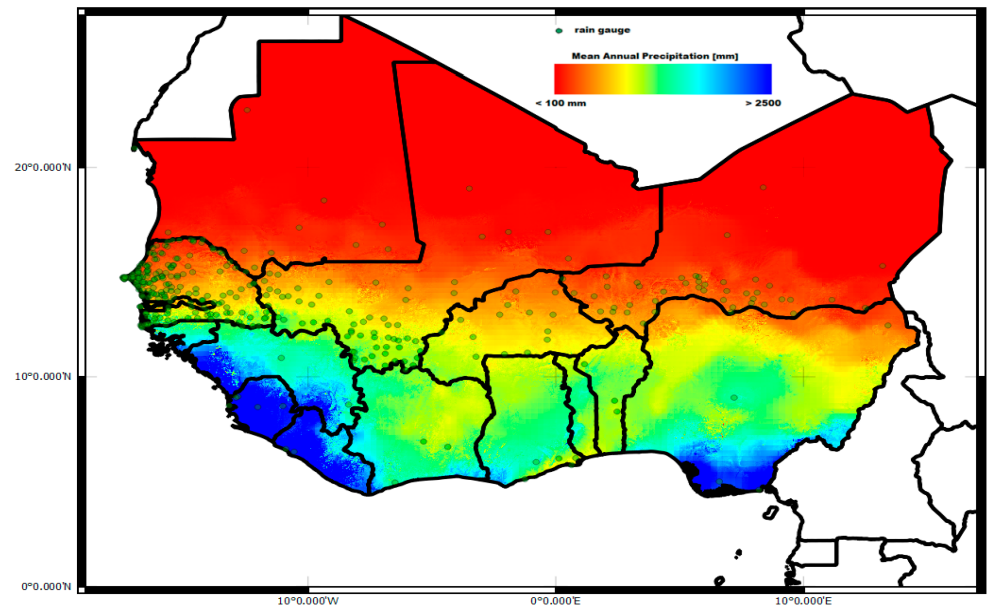 rain gauge
Mean Annual Precipitation [mm]
< 100 mm > 2500
20°0.000'N
10°0.000'N
0°0.000'N
10°0.000'W 0°0.000'E 10°0.000'E